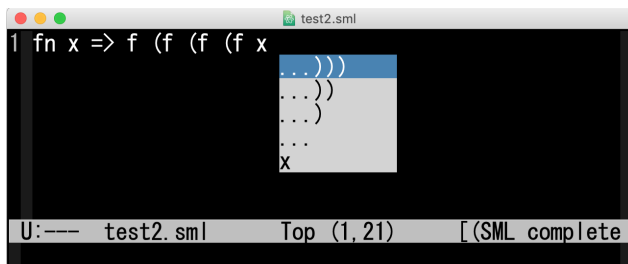 test2.sml
1 fn x => f (f (f (f x
...)))
...))
...)
...
x
U:--- test2.sml Top (1,21) [(SML complete